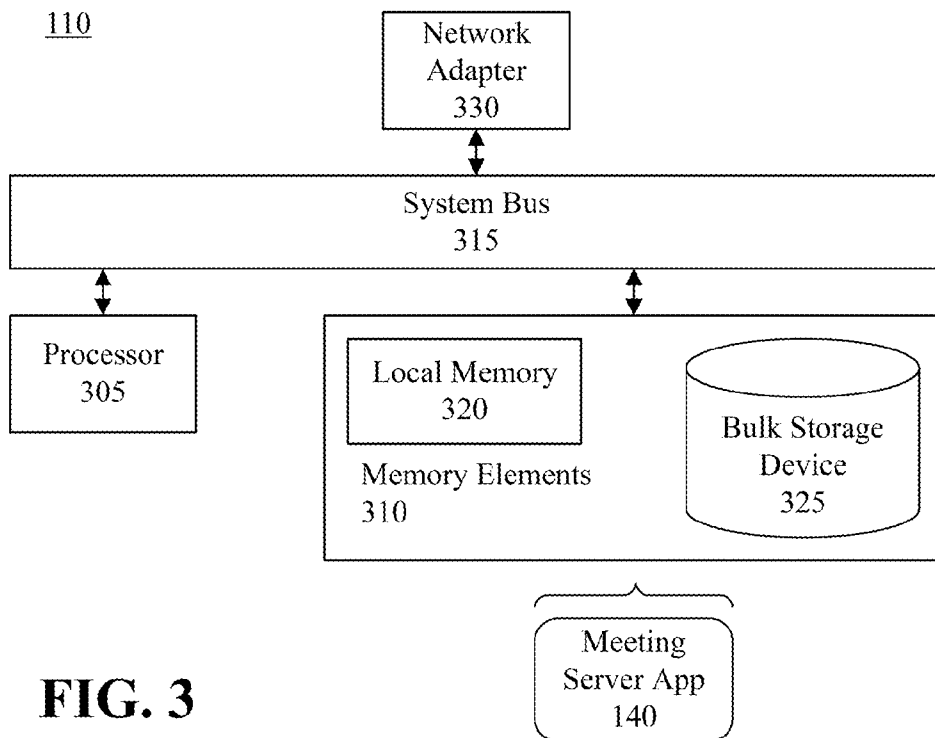 110
Network
Adapter
330
System Bus
315
Processor
305
Local Memory
320
Memory Elements
310
Bulk Storage
Device
325
Meeting
Server App
140
FIG. 3